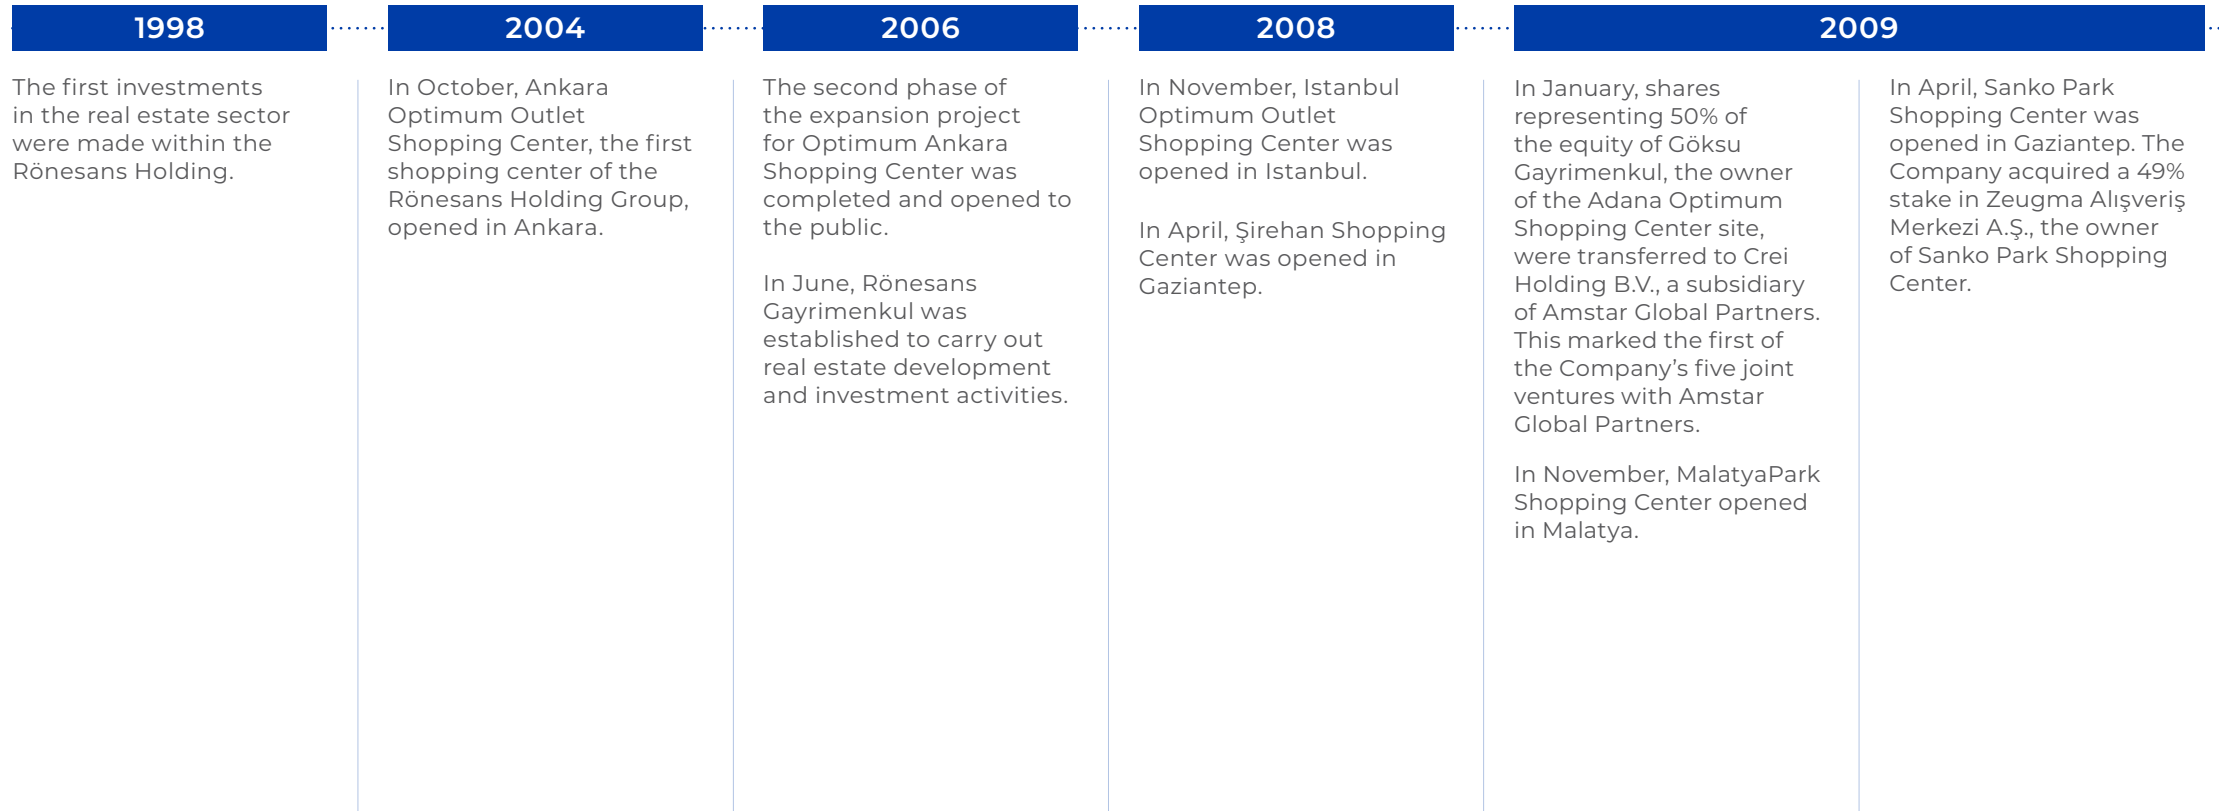 1998
The first investments
in the real estate sector
were made within the
Rönesans Holding.
2004
In October, Ankara
Optimum Outlet
Shopping Center, the first
shopping center of the
Rönesans Holding Group,
opened in Ankara.
2006
The second phase of
the expansion project
for Optimum Ankara
Shopping Center was
completed and opened to
the public.
In June, Rönesans
Gayrimenkul was
established to carry out
real estate development
and investment activities.
2008
In November, Istanbul
Optimum Outlet
Shopping Center was
opened in Istanbul.
In April, Şirehan Shopping
Center was opened in
Gaziantep.
2009
In January, shares
representing 50% of
the equity of Göksu
Gayrimenkul, the owner
of the Adana Optimum
Shopping Center site,
were transferred to Crei
Holding B.V., a subsidiary
of Amstar Global Partners.
This marked the first of
the Company’s five joint
ventures with Amstar
Global Partners.
In November, MalatyaPark
Shopping Center opened
in Malatya.
In April, Sanko Park
Shopping Center was
opened in Gaziantep. The
Company acquired a 49%
stake in Zeugma Alışveriş
Merkezi A.Ş., the owner
of Sanko Park Shopping
Center.